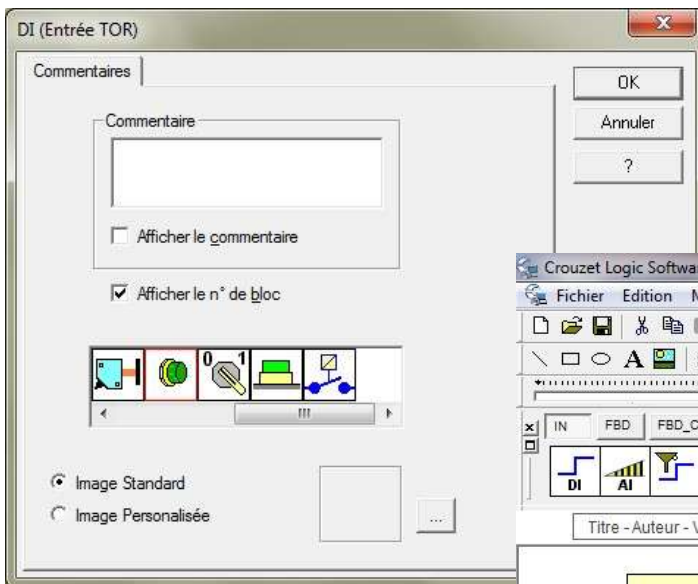 DI (Entrée TOR)
Commentaires
OK
Annuler
?
Commentaire
Afficher le commentaire
Afficher le n° de bloc
0 1
Image Standard
Image Personalisée
...
Crouzet Logic Softwa
Fichier Edition M
A
IN FBD FBD_C
DI AI
Titre - Auteur - V